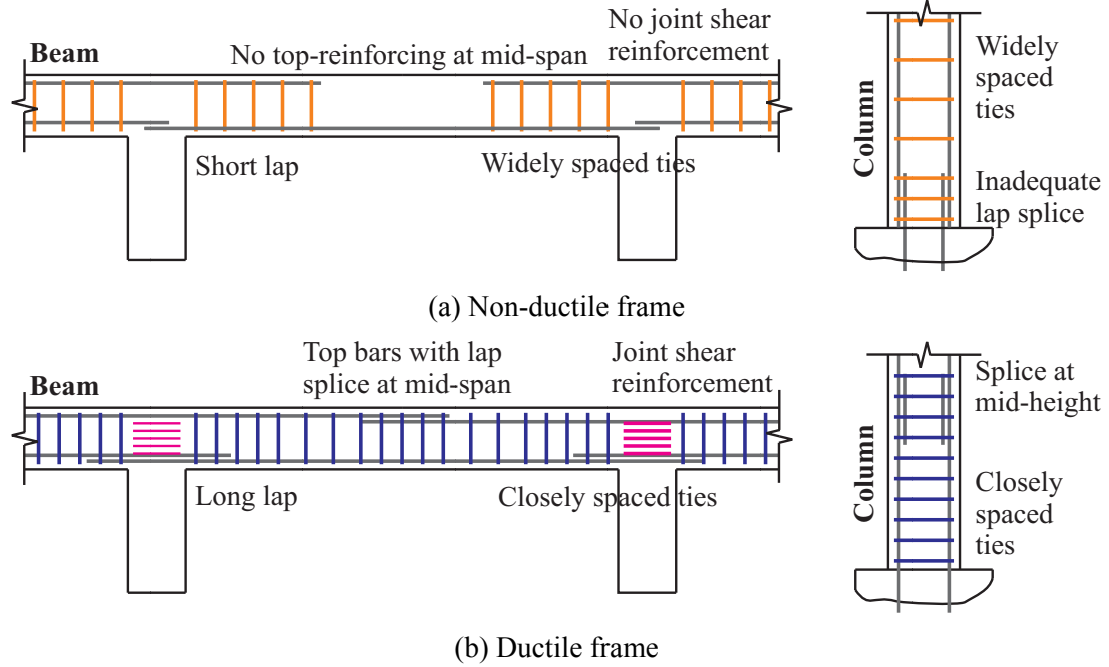 Beam
No top-reinforcing at mid-span
No joint shear
reinforcement
Short lap
Widely spaced ties
Column
Widely
spaced
ties
Inadequate
lap splice
(a) Non-ductile frame
Beam
Top bars with lap
splice at mid-span
Joint shear
reinforcement
Long lap
Closely spaced ties
Column
Splice at
mid-height
Closely
spaced
ties
(b) Ductile frame